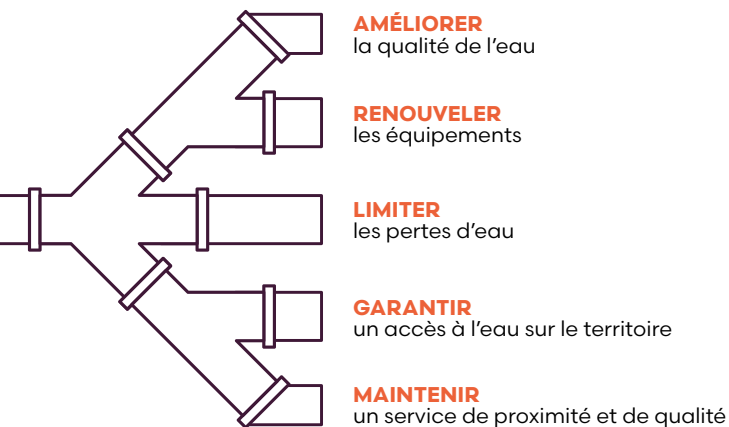 AMÉLIORER
la qualité de l’eau
RENOUVELER
les équipements
LIMITER
les pertes d’eau
GARANTIR
un accès à l’eau sur le territoire
MAINTENIR
un service de proximité et de qualité